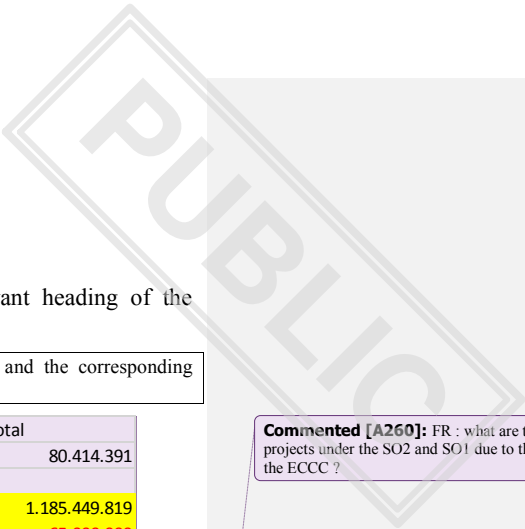 PUBLIC
vant heading of the
and the corresponding
otal
80.414.391
1.185.449.819
Commented [A260]: FR : what are t
projects under the SO2 and SO1 due to th
the ECCC ?